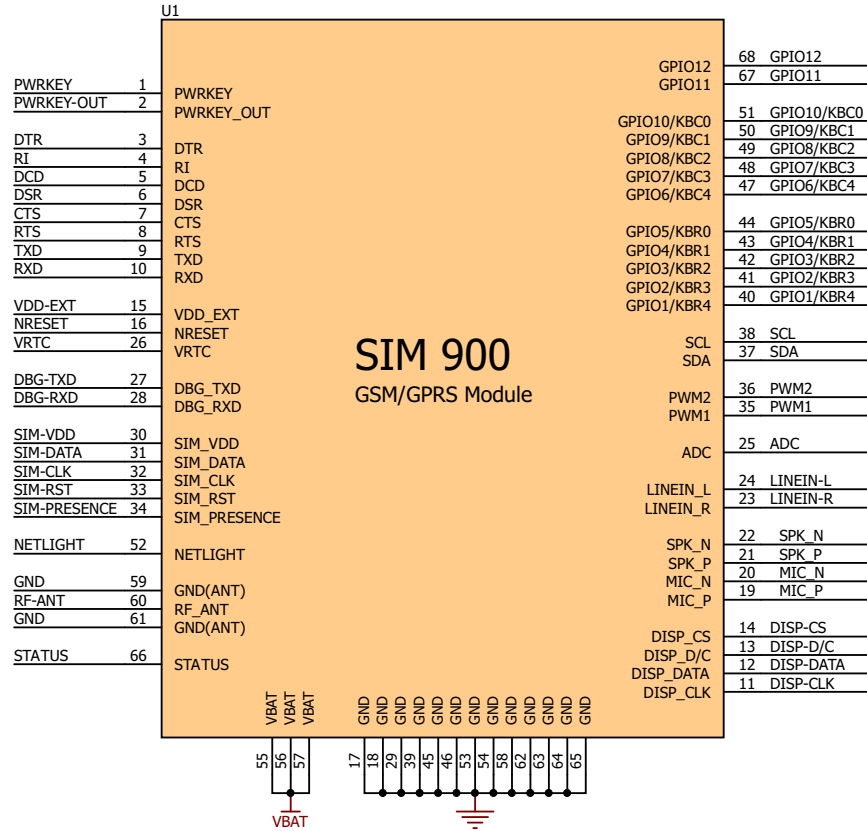 U1
PWRKEY 1 PWRKEY
PWRKEY-OUT 2 PWRKEY_OUT
DTR 3 DTR
RI 4 RI
DCD 5 DCD
DSR 6 DSR
CTS 7 CTS
RTS 8 RTS
TXD 9 TXD
RXD 10 RXD
VDD-EXT 15 VDD_EXT
NRESET 16 NRESET
VRTC 26 VRTC
DBG-TXD 27 DBG_TXD
DBG-RXD 28 DBG_RXD
SIM-VDD 30 SIM_VDD
SIM-DATA 31 SIM_DATA
SIM-CLK 32 SIM_CLK
SIM-RST 33 SIM_RST
SIM-PRESENCE 34 SIM_PRESENCE
NETLIGHT 52 NETLIGHT
GND 59 GND(ANT)
RF-ANT 60 RF_ANT
GND 61 GND(ANT)
STATUS 66 STATUS
SIM 900
GSM/GPRS Module
GPIO12 68 GPIO12
GPIO11 67 GPIO11
GPIO10/KBC0 51 GPIO10/KBC0
GPIO9/KBC1 50 GPIO9/KBC1
GPIO8/KBC2 49 GPIO8/KBC2
GPIO7/KBC3 48 GPIO7/KBC3
GPIO6/KBC4 47 GPIO6/KBC4
GPIO5/KBR0 44 GPIO5/KBR0
GPIO4/KBR1 43 GPIO4/KBR1
GPIO3/KBR2 42 GPIO3/KBR2
GPIO2/KBR3 41 GPIO2/KBR3
GPIO1/KBR4 40 GPIO1/KBR4
SCL 38 SCL
SDA 37 SDA
PWM2 36 PWM2
PWM1 35 PWM1
ADC 25 ADC
LINEIN_L 24 LINEIN-L
LINEIN_R 23 LINEIN-R
SPK_N 22 SPK_N
SPK_P 21 SPK_P
MIC_N 20 MIC_N
MIC_P 19 MIC_P
DISP_CS 14 DISP-CS
DISP_D/C 13 DISP-D/C
DISP_DATA 12 DISP-DATA
DISP_CLK 11 DISP-CLK
VBAT VBAT VBAT GND GND GND GND GND GND GND GND GND GND GND GND GND
55 56 57 17 18 29 39 45 46 53 54 58 62 63 64 65
VBAT